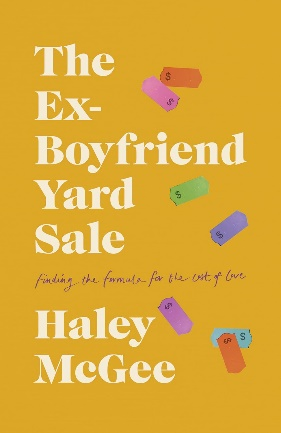 The
Ex-
Boyfriend
Yard
Sale
finding the formula for the cost of love
Haley
McGee
$
$
$
$
$
$
$